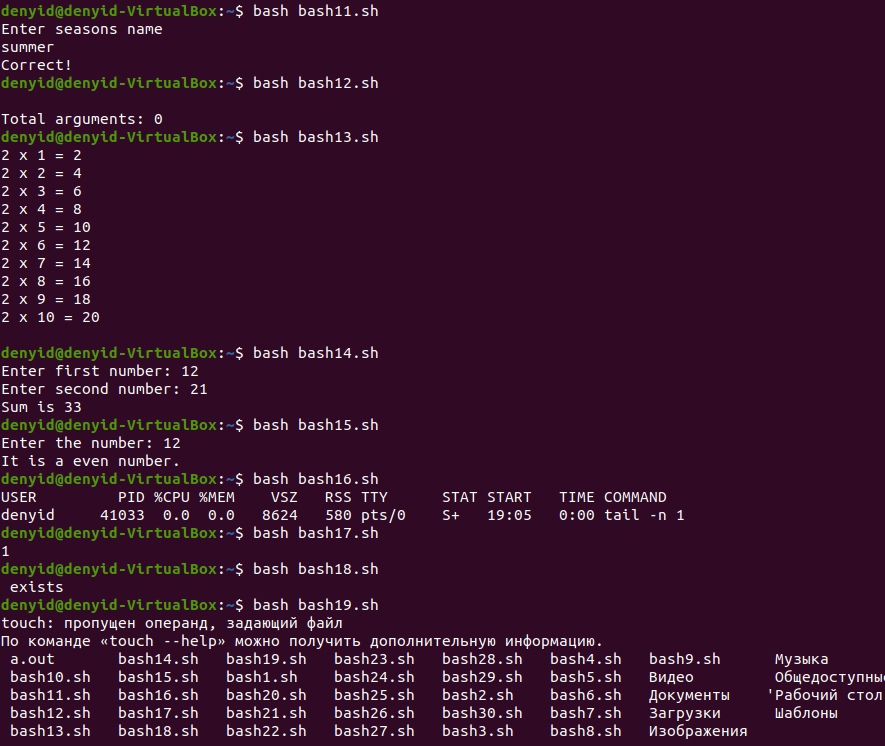 denyid@denyid-VirtualBox:~$ bash bash11.sh
Enter seasons name
summer
Correct!
denyid@denyid-VirtualBox:~$ bash bash12.sh
Total arguments: 0
denyid@denyid-VirtualBox:~$ bash bash13.sh
2 x 1 = 2
2 x 2 = 4
2 x 3 = 6
2 x 4 = 8
2 x 5 = 10
2 x 6 = 12
2 x 7 = 14
2 x 8 = 16
2 x 9 = 18
2 x 10 = 20
denyid@denyid-VirtualBox:~$ bash bash14.sh
Enter first number: 12
Enter second number: 21
Sum is 33
denyid@denyid-VirtualBox:~$ bash bash15.sh
Enter the number: 12
It is a even number.
denyid@denyid-VirtualBox:~$ bash bash16.sh
USER         PID %CPU %MEM    VSZ   RSS TTY      STAT START   TIME COMMAND
denyid     41033  0.0  0.0   8624   580 pts/0    S+   19:05   0:00 tail -n 1
denyid@denyid-VirtualBox:~$ bash bash17.sh
1
denyid@denyid-VirtualBox:~$ bash bash18.sh
 exists
denyid@denyid-VirtualBox:~$ bash bash19.sh
touch: пропущен операнд, задающий файл
По команде «touch --help» можно получить дополнительную информацию.
 a.out       bash14.sh   bash19.sh   bash23.sh   bash28.sh   bash4.sh   bash9.sh      Музыка
 bash10.sh   bash15.sh   bash1.sh    bash24.sh   bash29.sh   bash5.sh   Видео         Общедоступны
 bash11.sh   bash16.sh   bash20.sh   bash25.sh   bash2.sh    bash6.sh   Документы    'Рабочий стол
 bash12.sh   bash17.sh   bash21.sh   bash26.sh   bash30.sh   bash7.sh   Загрузки      Шаблоны
 bash13.sh   bash18.sh   bash22.sh   bash27.sh   bash3.sh    bash8.sh   Изображения